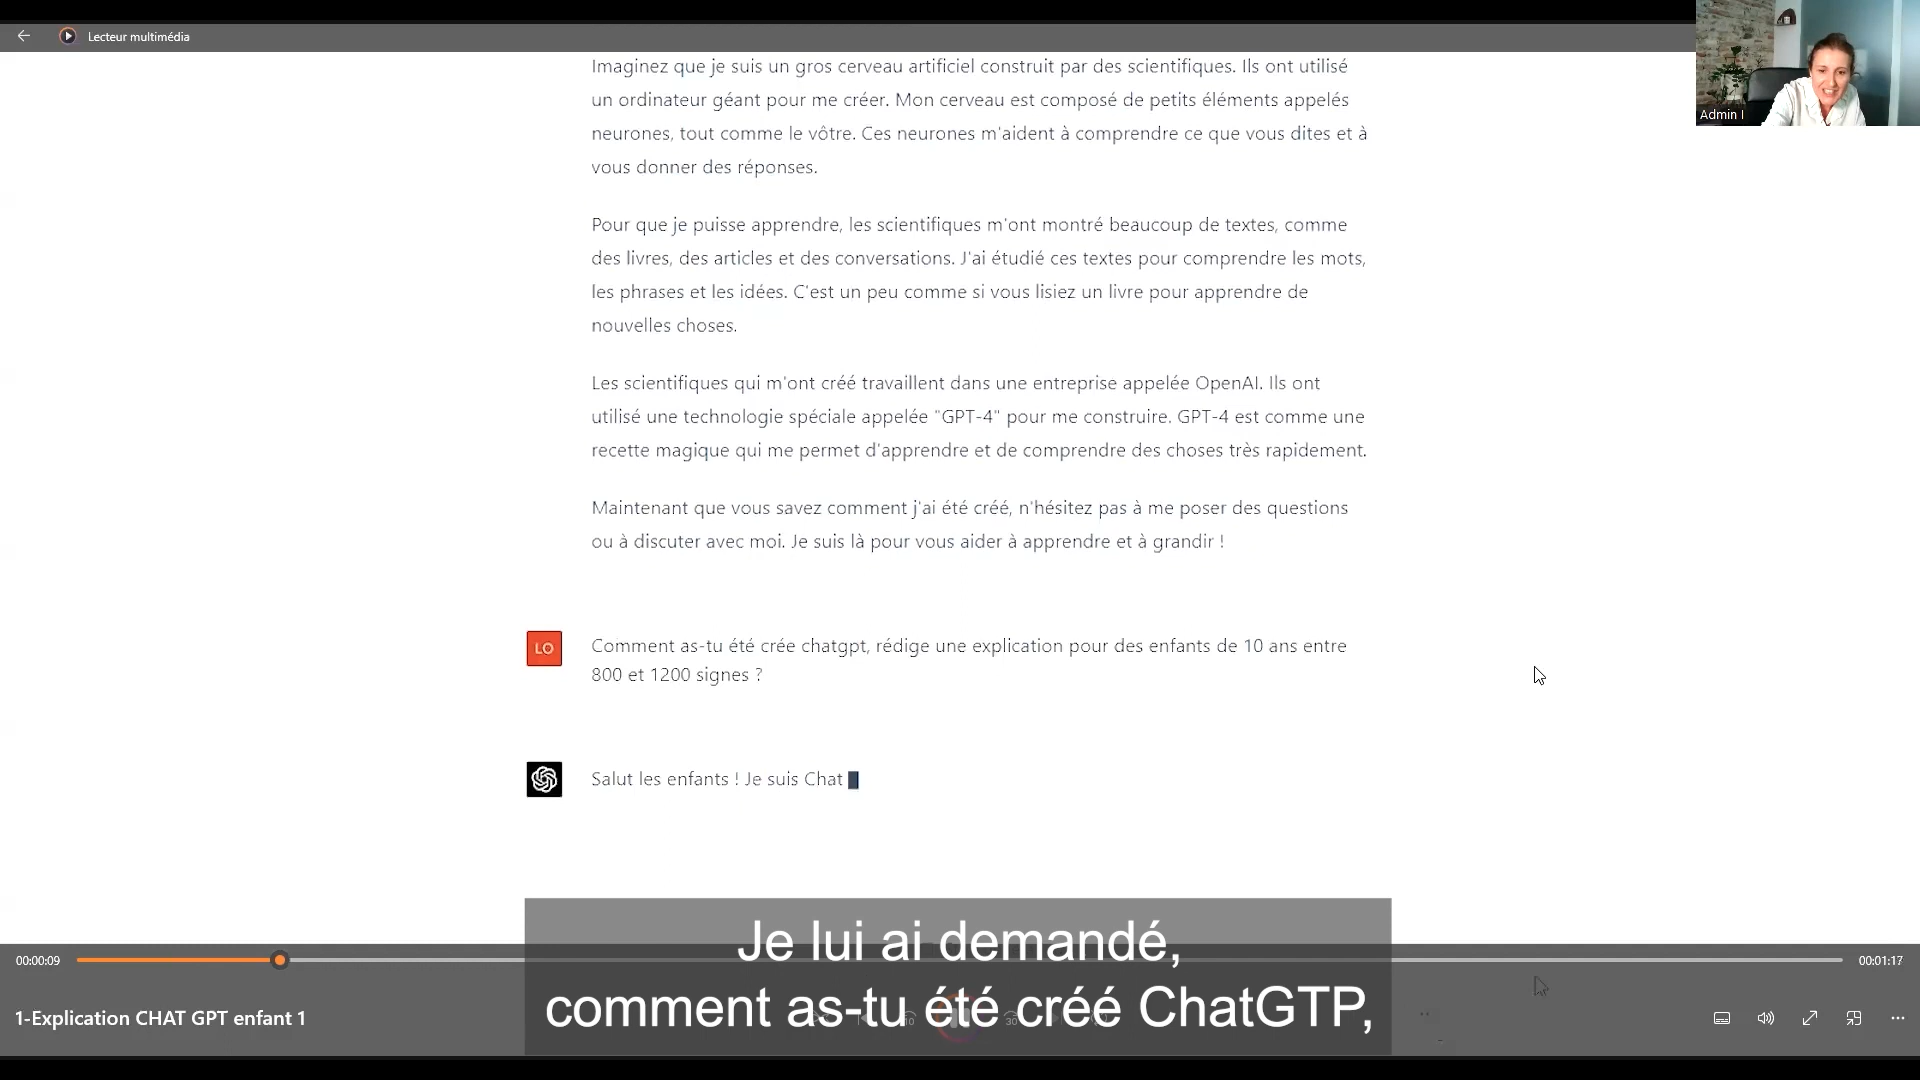 Lecteur multimédia
Admin I
Imaginez que je suis un gros cerveau artificiel construit par des scientifiques. Ils ont utilisé
un ordinateur géant pour me créer. Mon cerveau est composé de petits éléments appelés
neurones, tout comme le vôtre. Ces neurones m'aident à comprendre ce que vous dites et à
vous donner des réponses.
Pour que je puisse apprendre, les scientifiques m'ont montré beaucoup de textes, comme
des livres, des articles et des conversations. J'ai étudié ces textes pour comprendre les mots,
les phrases et les idées. C'est un peu comme si vous lisiez un livre pour apprendre de
nouvelles choses.
Les scientifiques qui m'ont créé travaillent dans une entreprise appelée OpenAI. Ils ont
utilisé une technologie spéciale appelée "GPT-4" pour me construire. GPT-4 est comme une
recette magique qui me permet d'apprendre et de comprendre des choses très rapidement.
Maintenant que vous savez comment j'ai été créé, n'hésitez pas à me poser des questions
ou à discuter avec moi. Je suis là pour vous aider à apprendre et à grandir !
LO
Comment as-tu été crée chatgpt, rédige une explication pour des enfants de 10 ans entre
800 et 1200 signes ?
Salut les enfants ! Je suis Chat
Je lui ai demandé,
comment as-tu été créé ChatGTP,
00:00:09
00:01:17
1-Explication CHAT GPT enfant 1
10
30